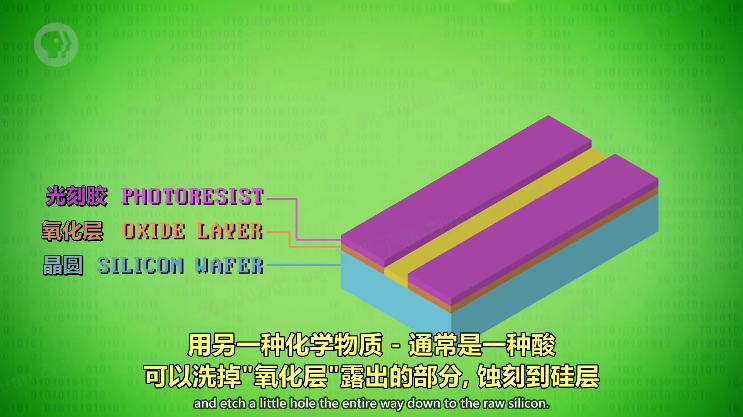 光刻胶 PHOTORESIST
氧化层 OXIDE LAYER
晶圆 SILICON WAFER
用另一种化学物质 - 通常是一种酸
可以洗掉"氧化层"露出的部分, 蚀刻到硅层
and etch a little hole the entire way down to the raw silicon.